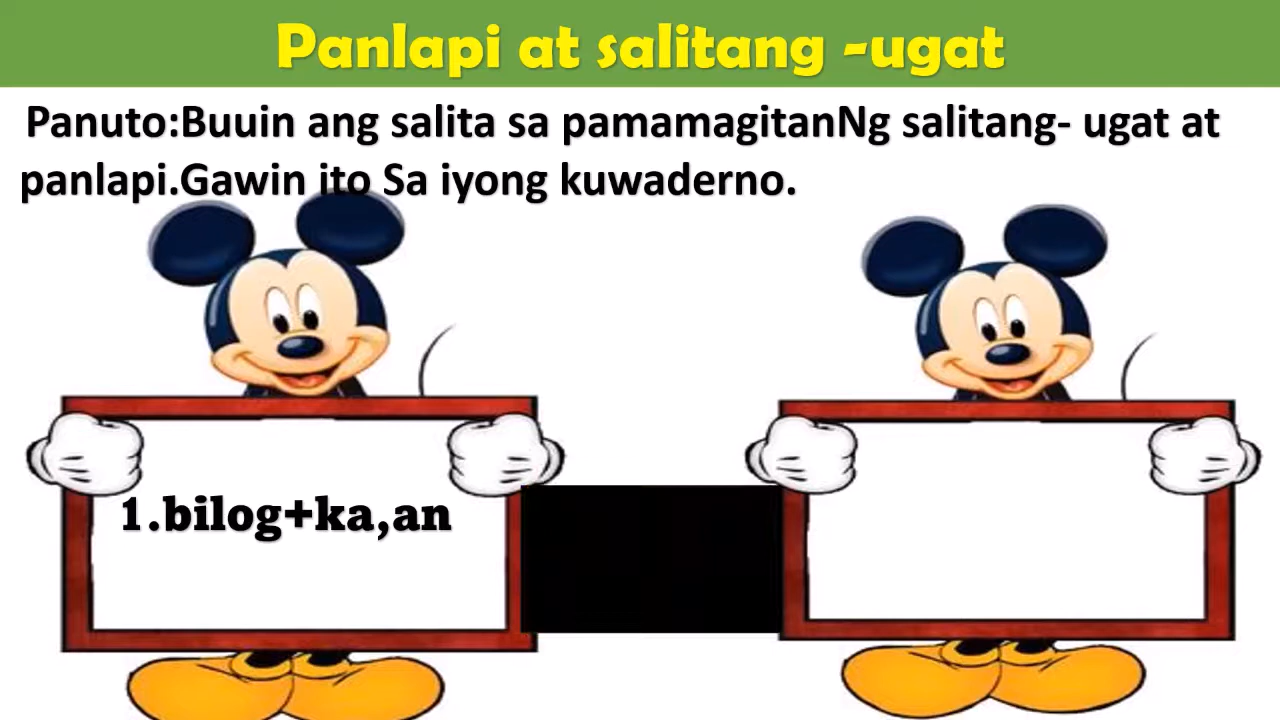 Panlapi at salitang -ugat
Panuto:Buuin ang salita sa pamamagitanNg salitang- ugat at
panlapi.Gawin ito Sa iyong kuwaderno.
1.bilog+ka,an